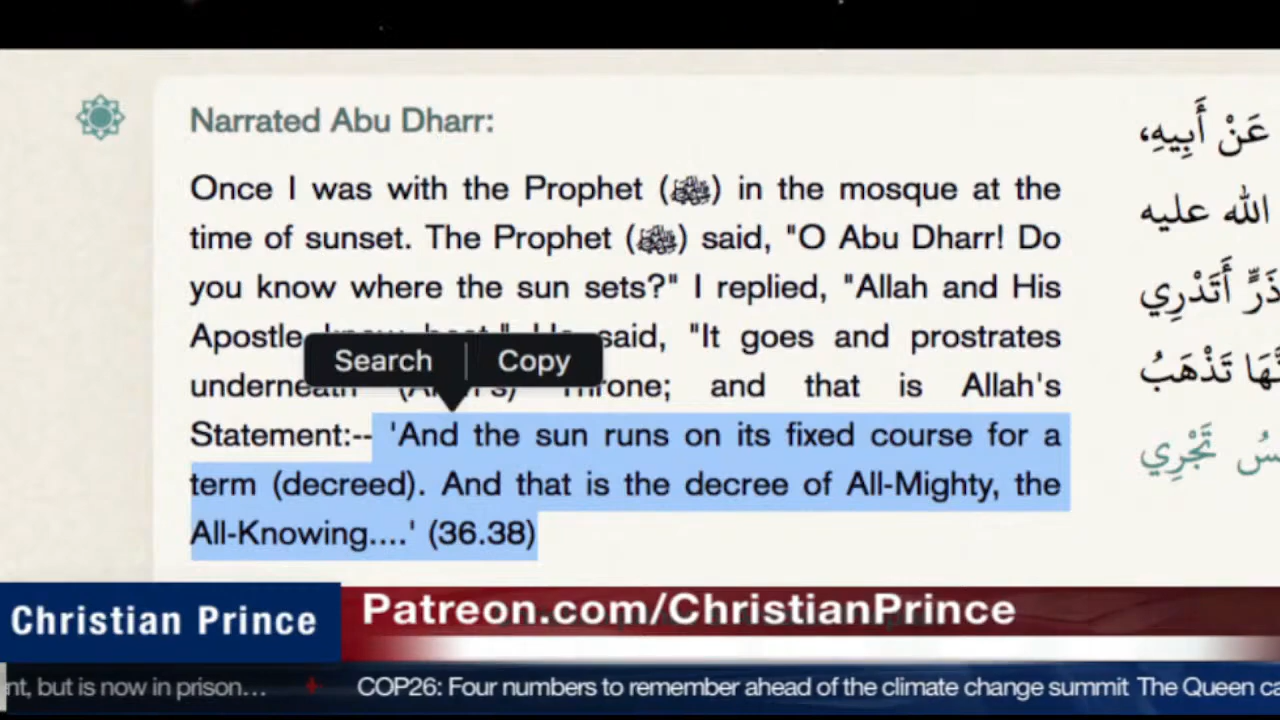 Narrated Abu Dharr:
Once I was with the Prophet (ﷺ) in the mosque at the
time of sunset. The Prophet (ﷺ) said, "O Abu Dharr! Do
you know where the sun sets?" I replied, "Allah and His
Apostle know best." He said, "It goes and prostrates
underneath (Allah's) Throne; and that is Allah's
Statement:-- 'And the sun runs on its fixed course for a
term (decreed). And that is the decree of All-Mighty, the
All-Knowing....' (36.38)
Search Copy
عَنْ أَبِيهِ،
الله عليه
ذَرٍّ أَتَدْرِي
تَذْهَبُ
تَجْرِي
Christian Prince
Patreon.com/ChristianPrince
nt, but is now in prison... + COP26: Four numbers to remember ahead of the climate change summit The Queen ca